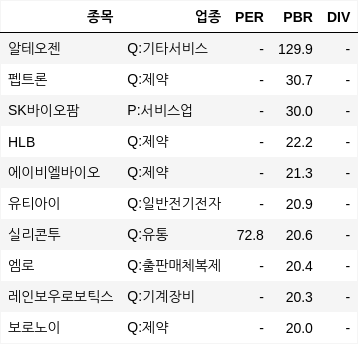 종목 업종 PER PBR DIV
알테오젠 Q:기타서비스 - 129.9 -
펩트론 Q:제약 - 30.7 -
SK바이오팜 P:서비스업 - 30.0 -
HLB Q:제약 - 22.2 -
에이비엘바이오 Q:제약 - 21.3 -
유티아이 Q:일반전기전자 - 20.9 -
실리콘투 Q:유통 72.8 20.6 -
엠로 Q:출판매체복제 - 20.4 -
레인보우로보틱스 Q:기계장비 - 20.3 -
보로노이 Q:제약 - 20.0 -